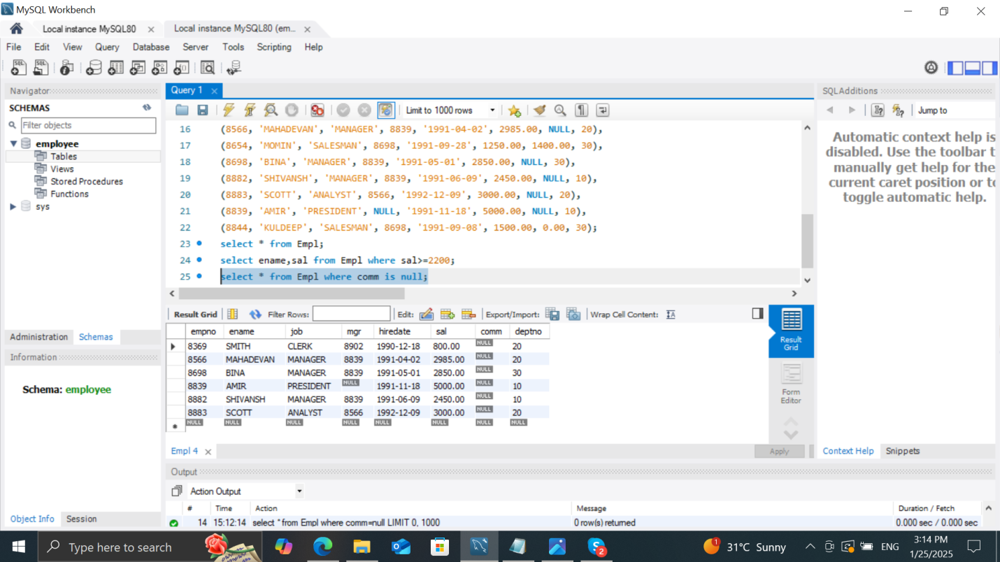 MySQL Workbench
Local instance MySQL80 Local instance MySQL80 (em...
File Edit View Query Database Server Tools Scripting Help
Navigator
SCHEMAS
Filter objects
employee
Tables
Views
Stored Procedures
Functions
sys
Administration Schemas
Information
Schema: employee
Object Info Session
Query 1
Limit to 1000 rows
16 (8566, 'MAHADEVAN', 'MANAGER', 8839, '1991-04-02', 2985.00, NULL, 20),
17 (8654, 'MOMIN', 'SALESMAN', 8698, '1991-09-28', 1250.00, 1400.00, 30),
18 (8698, 'BINA', 'MANAGER', 8839, '1991-05-01', 2850.00, NULL, 30),
19 (8882, 'SHIVANSH', 'MANAGER', 8839, '1991-06-09', 2450.00, NULL, 10),
20 (8883, 'SCOTT', 'ANALYST', 8566, '1992-12-09', 3000.00, NULL, 20),
21 (8839, 'AMIR', 'PRESIDENT', NULL, '1991-11-18', 5000.00, NULL, 10),
22 (8844, 'KULDEEP', 'SALESMAN', 8698, '1991-09-08', 1500.00, 0.00, 30);
23 select * from Empl;
24 select ename,sal from Empl where sal>=2200;
25 select * from Empl where comm is null;
Result Grid Filter Rows: Edit: Export/Import: Wrap Cell Content:
empno ename job mgr hiredate sal comm deptno
8369 SMITH CLERK 8902 1990-12-18 800.00 NULL 20
8566 MAHADEVAN MANAGER 8839 1991-04-02 2985.00 NULL 20
8698 BINA MANAGER 8839 1991-05-01 2850.00 NULL 30
8839 AMIR PRESIDENT NULL 1991-11-18 5000.00 NULL 10
8882 SHIVANSH MANAGER 8839 1991-06-09 2450.00 NULL 10
8883 SCOTT ANALYST 8566 1992-12-09 3000.00 NULL 20
NULL NULL NULL NULL NULL NULL NULL NULL
Result
Grid
Form
Editor
Empl 4
Apply
SQLAdditions
Jump to
Automatic context help is
disabled. Use the toolbar t
manually get help for the
current caret position or to
toggle automatic help.
Context Help Snippets
Output
Action Output
# Time Action Message Duration / Fetch
14 15:12:14 select * from Empl where comm=null LIMIT 0, 1000 0 row(s) returned 0.000 sec / 0.000 sec
Type here to search
1
2
31°C Sunny
ENG
3:14 PM
1/25/2025